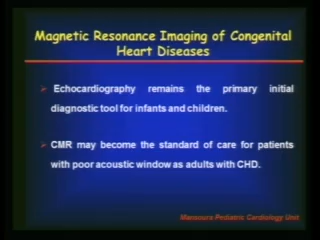 Magnetic Resonance Imaging of Congenital
Heart Diseases
Echocardiography remains the primary initial
diagnostic tool for infants and children.
CMR may become the standard of care for patients
with poor acoustic window as adults with CHD.
Mansoura Pediatric Cardiology Unit